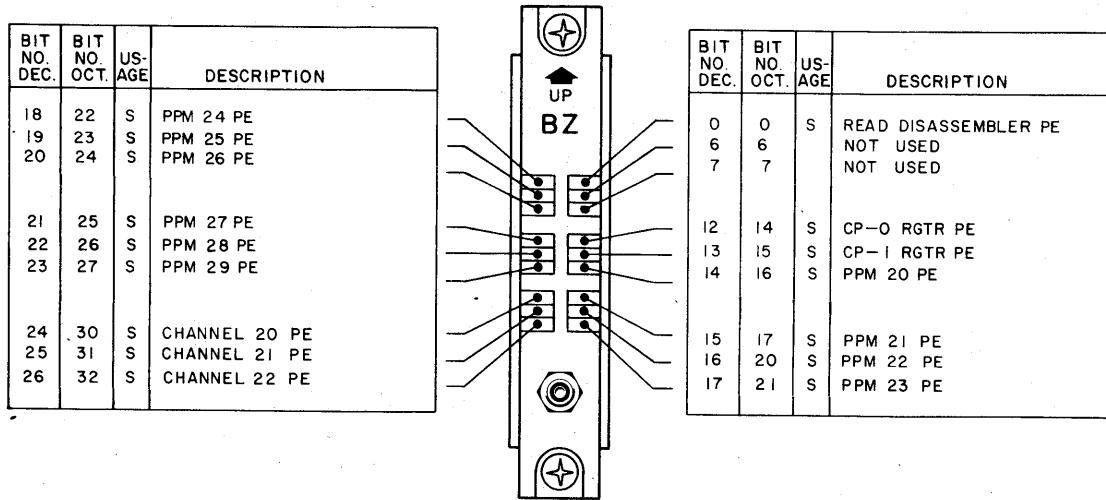 BIT NO. DEC. BIT NO. OCT. US-AGE DESCRIPTION
18 22 S PPM 24 PE
19 23 S PPM 25 PE
20 24 S PPM 26 PE
21 25 S PPM 27 PE
22 26 S PPM 28 PE
23 27 S PPM 29 PE
24 30 S CHANNEL 20 PE
25 31 S CHANNEL 21 PE
26 32 S CHANNEL 22 PE
UP
BZ
BIT NO. DEC. BIT NO. OCT. US-AGE DESCRIPTION
0 0 S READ DISASSEMBLER PE
6 6 NOT USED
7 7 NOT USED
12 14 S CP-0 RGTR PE
13 15 S CP-1 RGTR PE
14 16 S PPM 20 PE
15 17 S PPM 21 PE
16 20 S PPM 22 PE
17 21 S PPM 23 PE